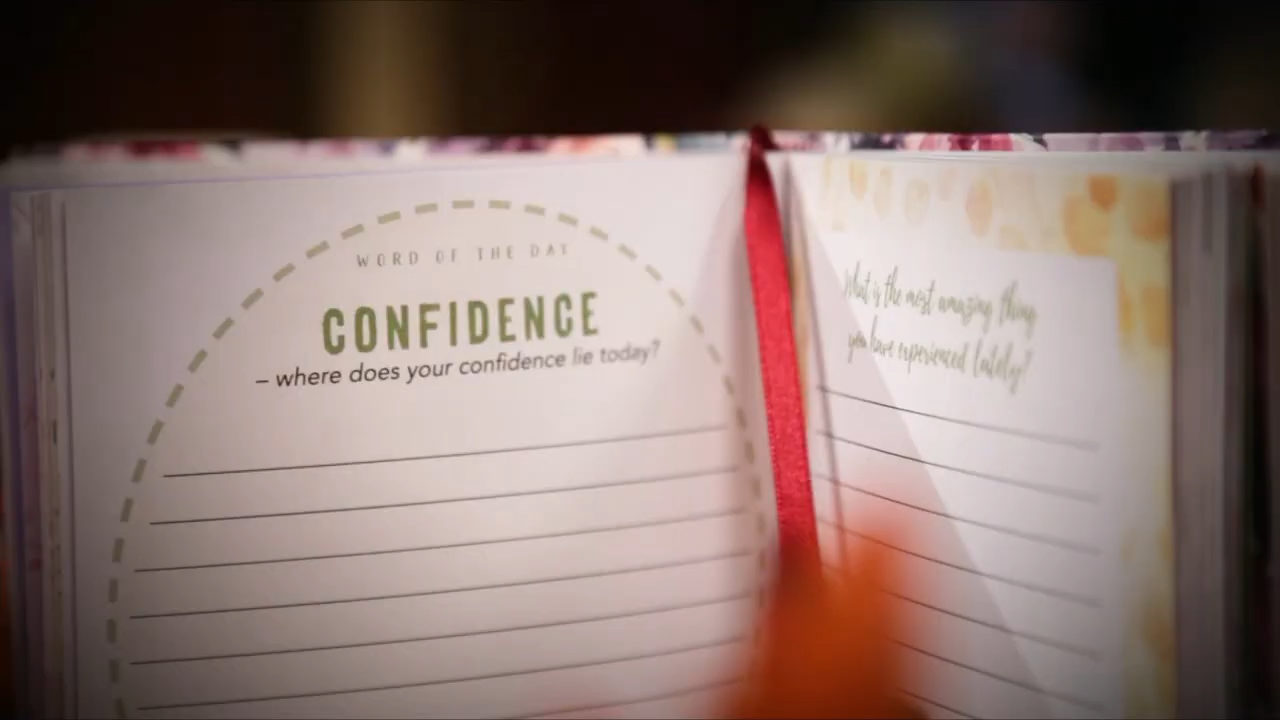 WORD OF THE DAY
CONFIDENCE
– where does your confidence lie today?
What is the most amazing thing
you have experienced lately?